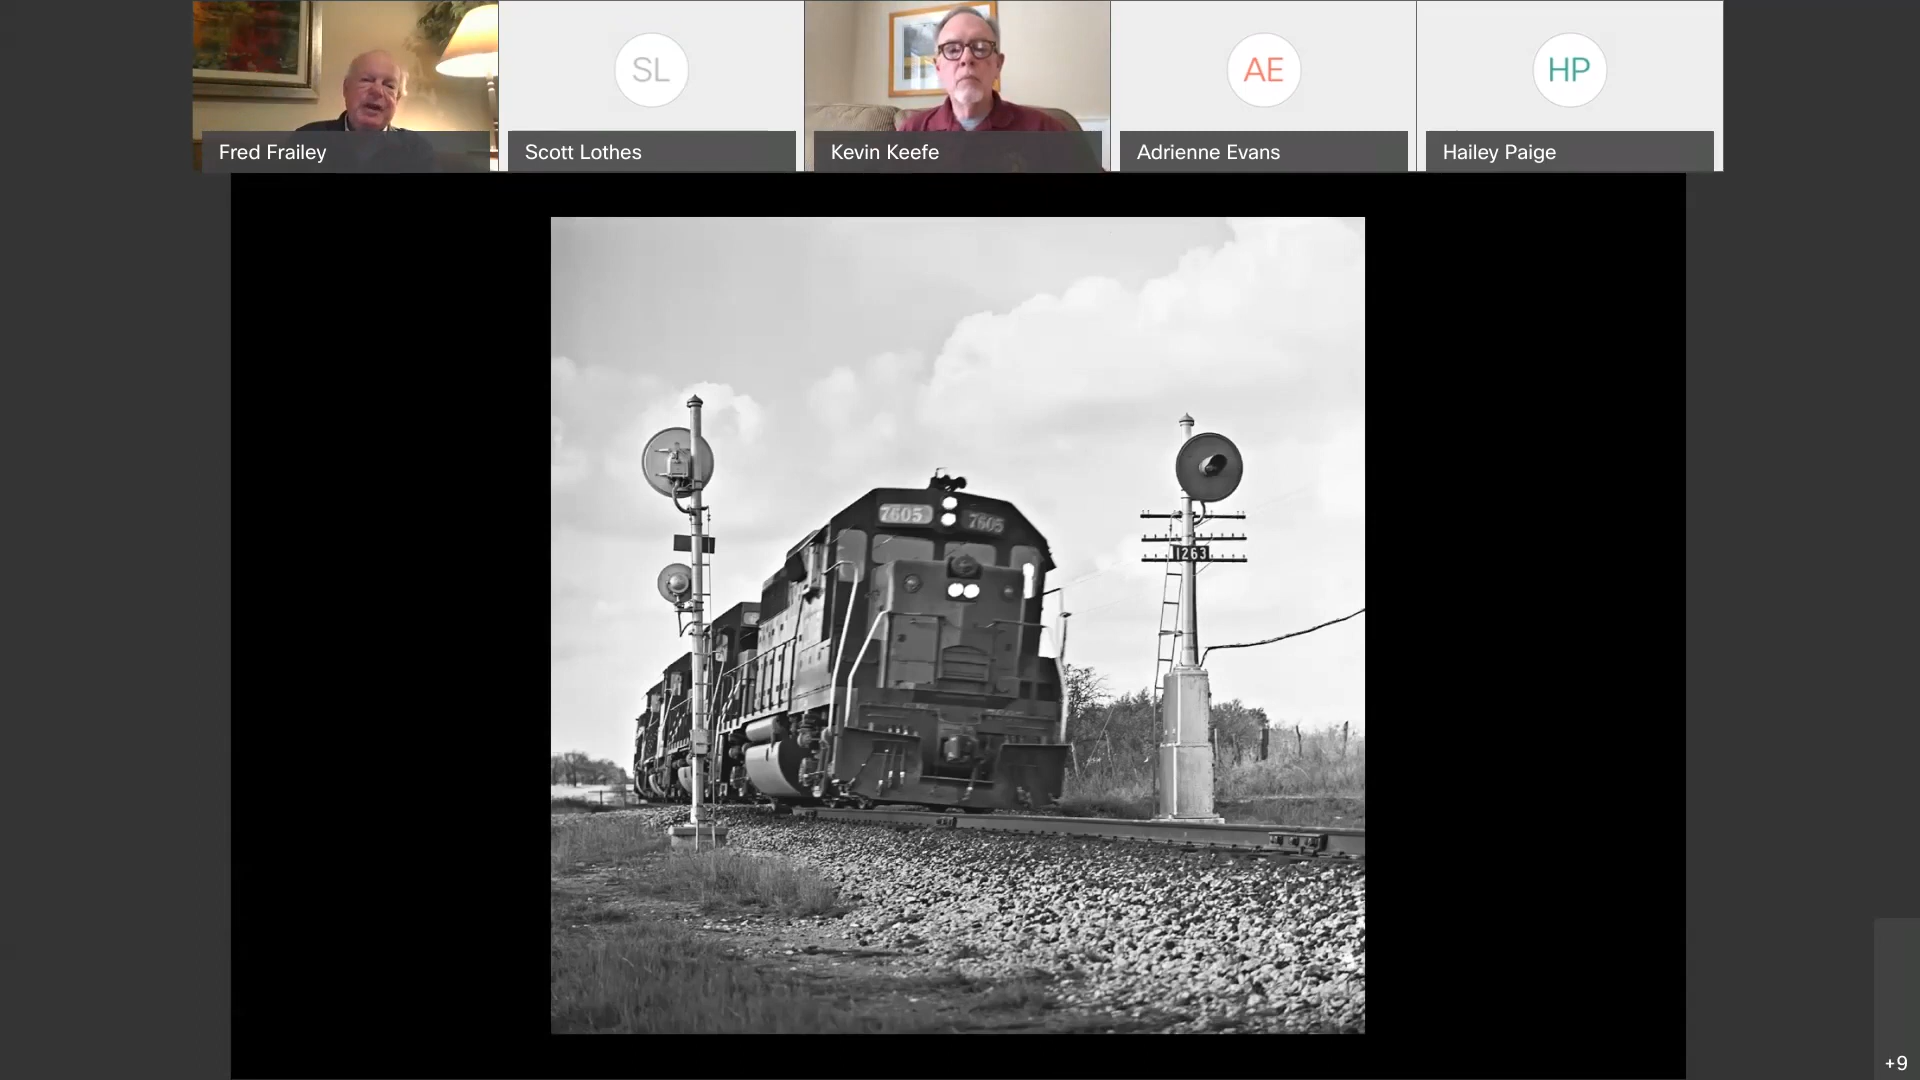 SL
AE
HP
Fred Frailey
Scott Lothes
Kevin Keefe
Adrienne Evans
Hailey Paige
7605
7605
1263
+9